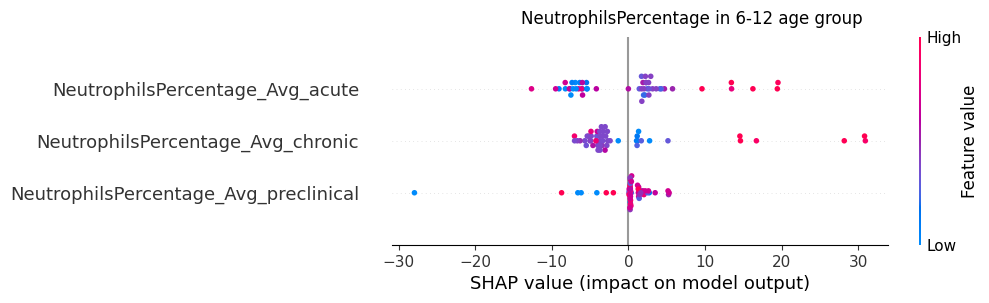 NeutrophilsPercentage in 6-12 age group
High
NeutrophilsPercentage_Avg_acute
NeutrophilsPercentage_Avg_chronic
NeutrophilsPercentage_Avg_preclinical
Feature value
Low
−30 −20 −10 0 10 20 30
SHAP value (impact on model output)